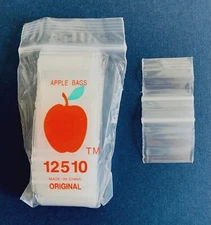 APPLE BAGS
TM
12510
MADE IN CHINA
ORIGINAL